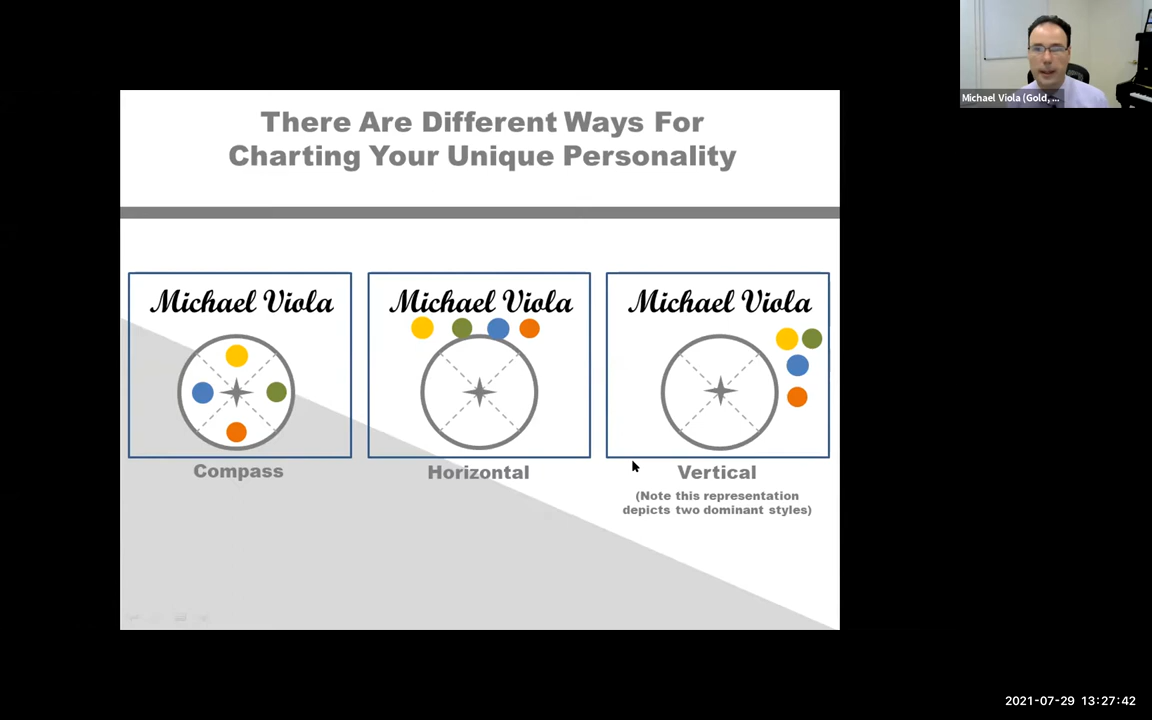 Michael Viola (Gold, ...
There Are Different Ways For
Charting Your Unique Personality
Michael Viola
Compass
Michael Viola
Horizontal
Michael Viola
Vertical
(Note this representation
depicts two dominant styles)
2021-07-29 13:27:42